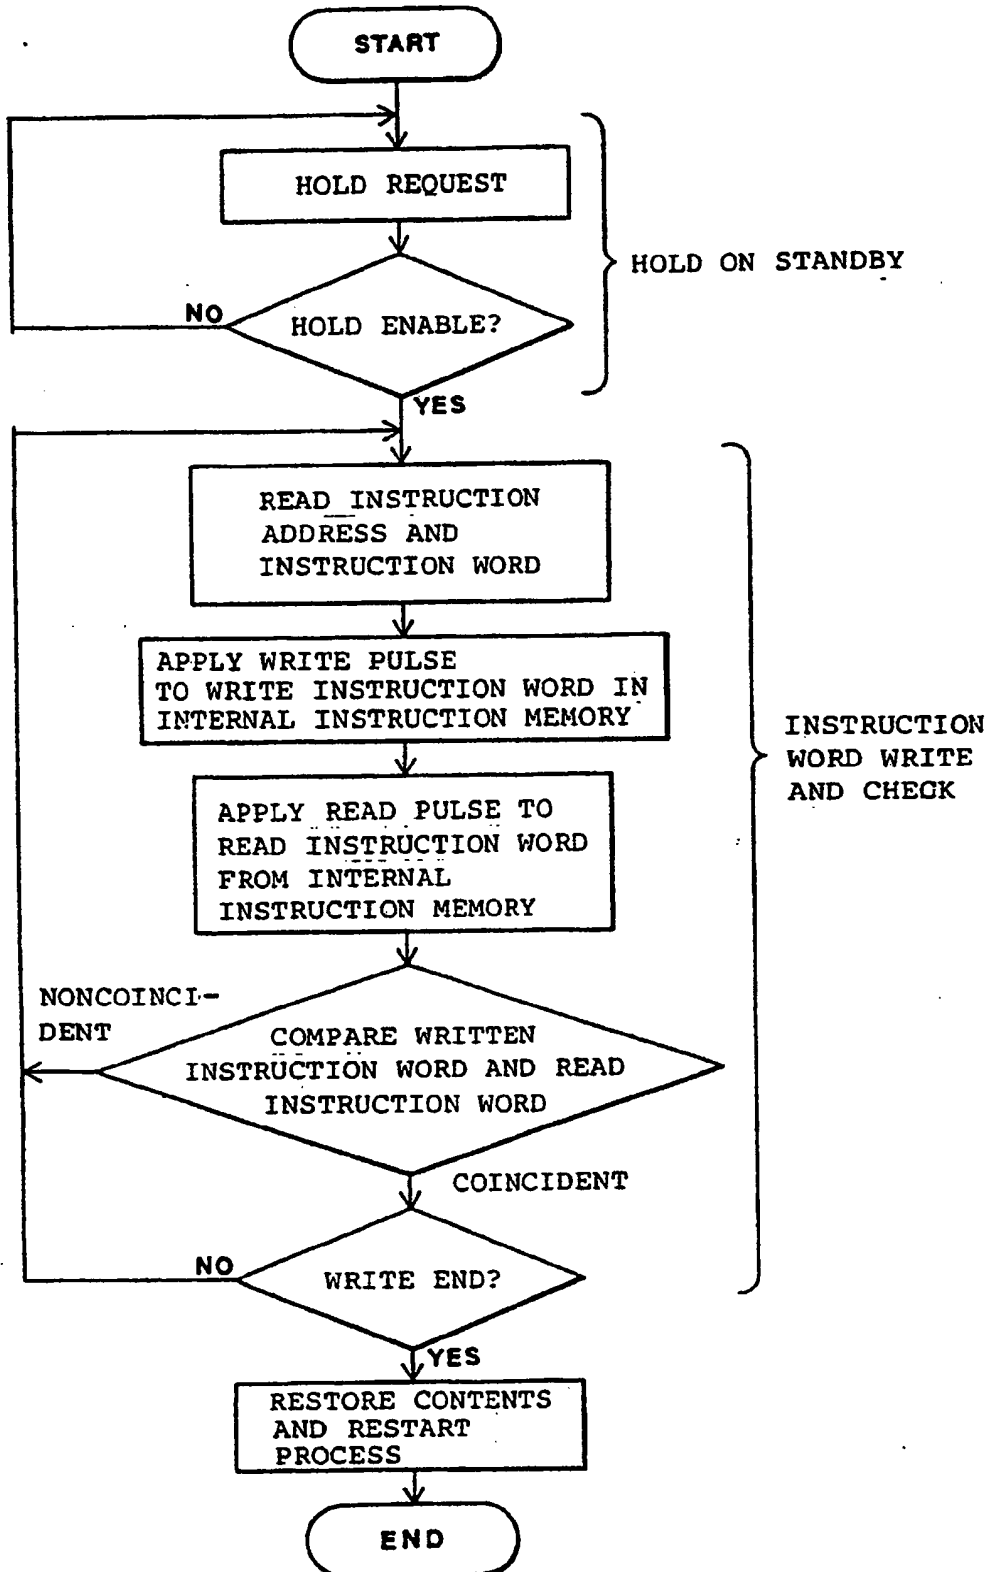 START
HOLD REQUEST
HOLD ON STANDBY
NO
HOLD ENABLE?
YES
READ INSTRUCTION
ADDRESS AND
INSTRUCTION WORD
APPLY WRITE PULSE
TO WRITE INSTRUCTION WORD IN
INTERNAL INSTRUCTION MEMORY
INSTRUCTION
WORD WRITE
AND CHECK
APPLY READ PULSE TO
READ INSTRUCTION WORD
FROM INTERNAL
INSTRUCTION MEMORY
NONCOINCI-
DENT
COMPARE WRITTEN
INSTRUCTION WORD AND READ
INSTRUCTION WORD
COINCIDENT
NO
WRITE END?
YES
RESTORE CONTENTS
AND RESTART
PROCESS
END